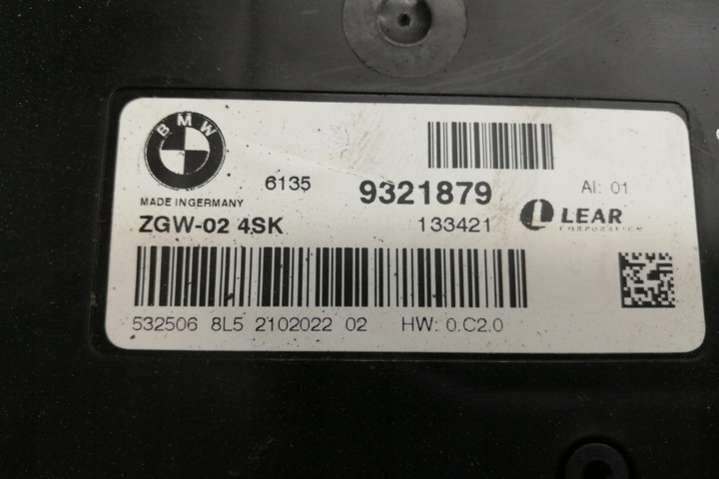 BMW
6135 9321879 AI: 01
MADE INGERMANY
ZGW-02 4SK 133421 LEAR
CORPORATION
532506 8L5 2102022 02 HW: 0.C2.0